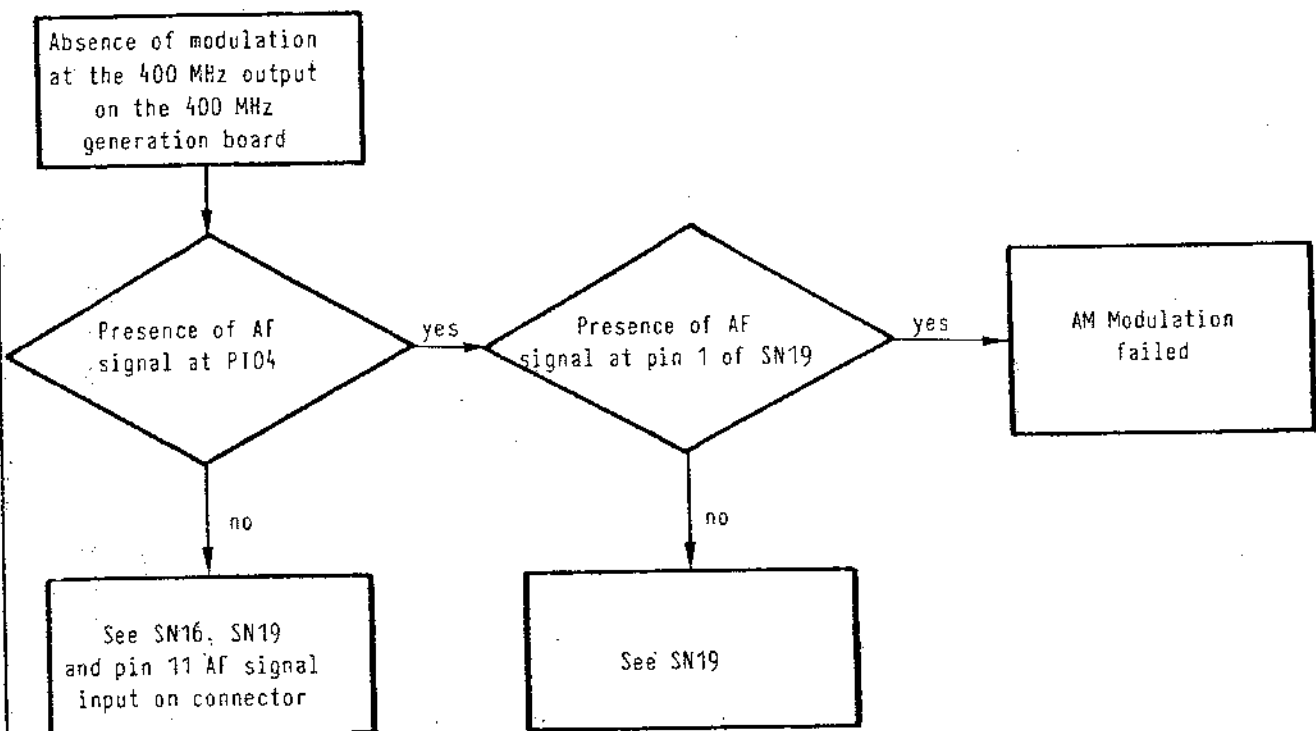 Absence of modulation
at the 400 MHz output
on the 400 MHz
generation board
Presence of AF
signal at PT04
yes
Presence of AF
signal at pin 1 of SN19
yes
AM Modulation
failed
no
no
See SN16, SN19
and pin 11 AF signal
input on connector
See SN19